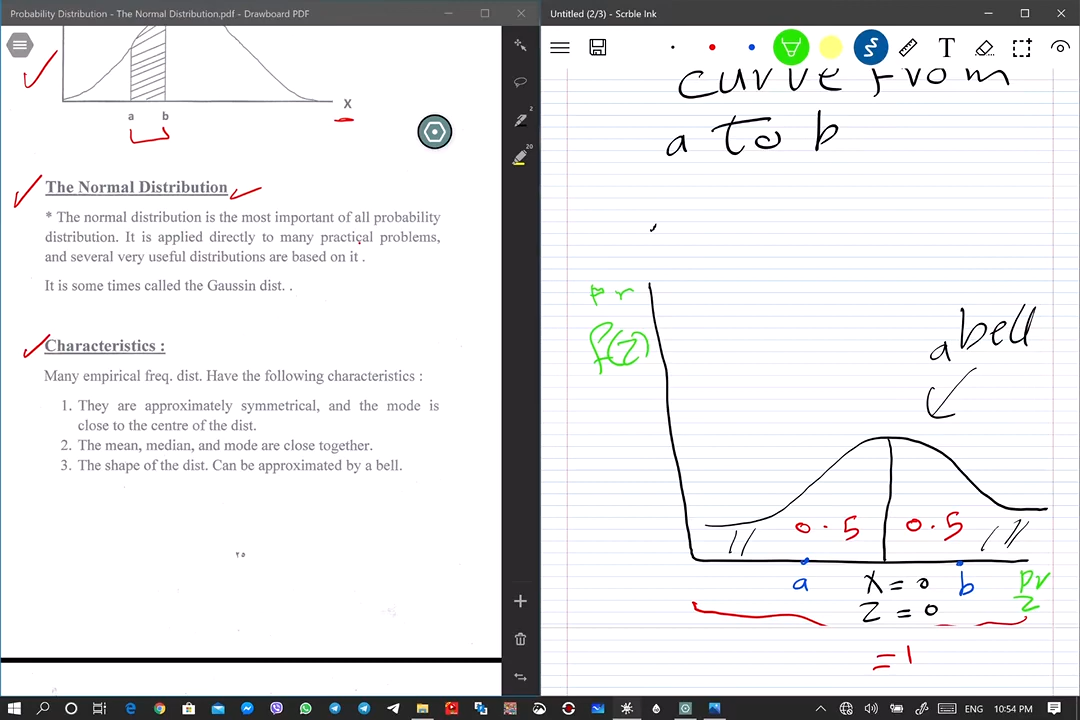 Probability Distribution - The Normal Distribution.pdf - Drawboard PDF
X
a b
The Normal Distribution
* The normal distribution is the most important of all probability
distribution. It is applied directly to many practical problems,
and several very useful distributions are based on it .
It is some times called the Gaussin dist. .
Characteristics :
Many empirical freq. dist. Have the following characteristics :
1. They are approximately symmetrical, and the mode is
close to the centre of the dist.
2. The mean, median, and mode are close together.
3. The shape of the dist. Can be approximated by a bell.
٢٥
2
20
Untitled (2/3) - Scrble Ink
T
curve from
a to b
pr
f(z)
a bell
0.5 0.5
a x = 0 b pr
z = 0 z
= 1
ENG 10:54 PM